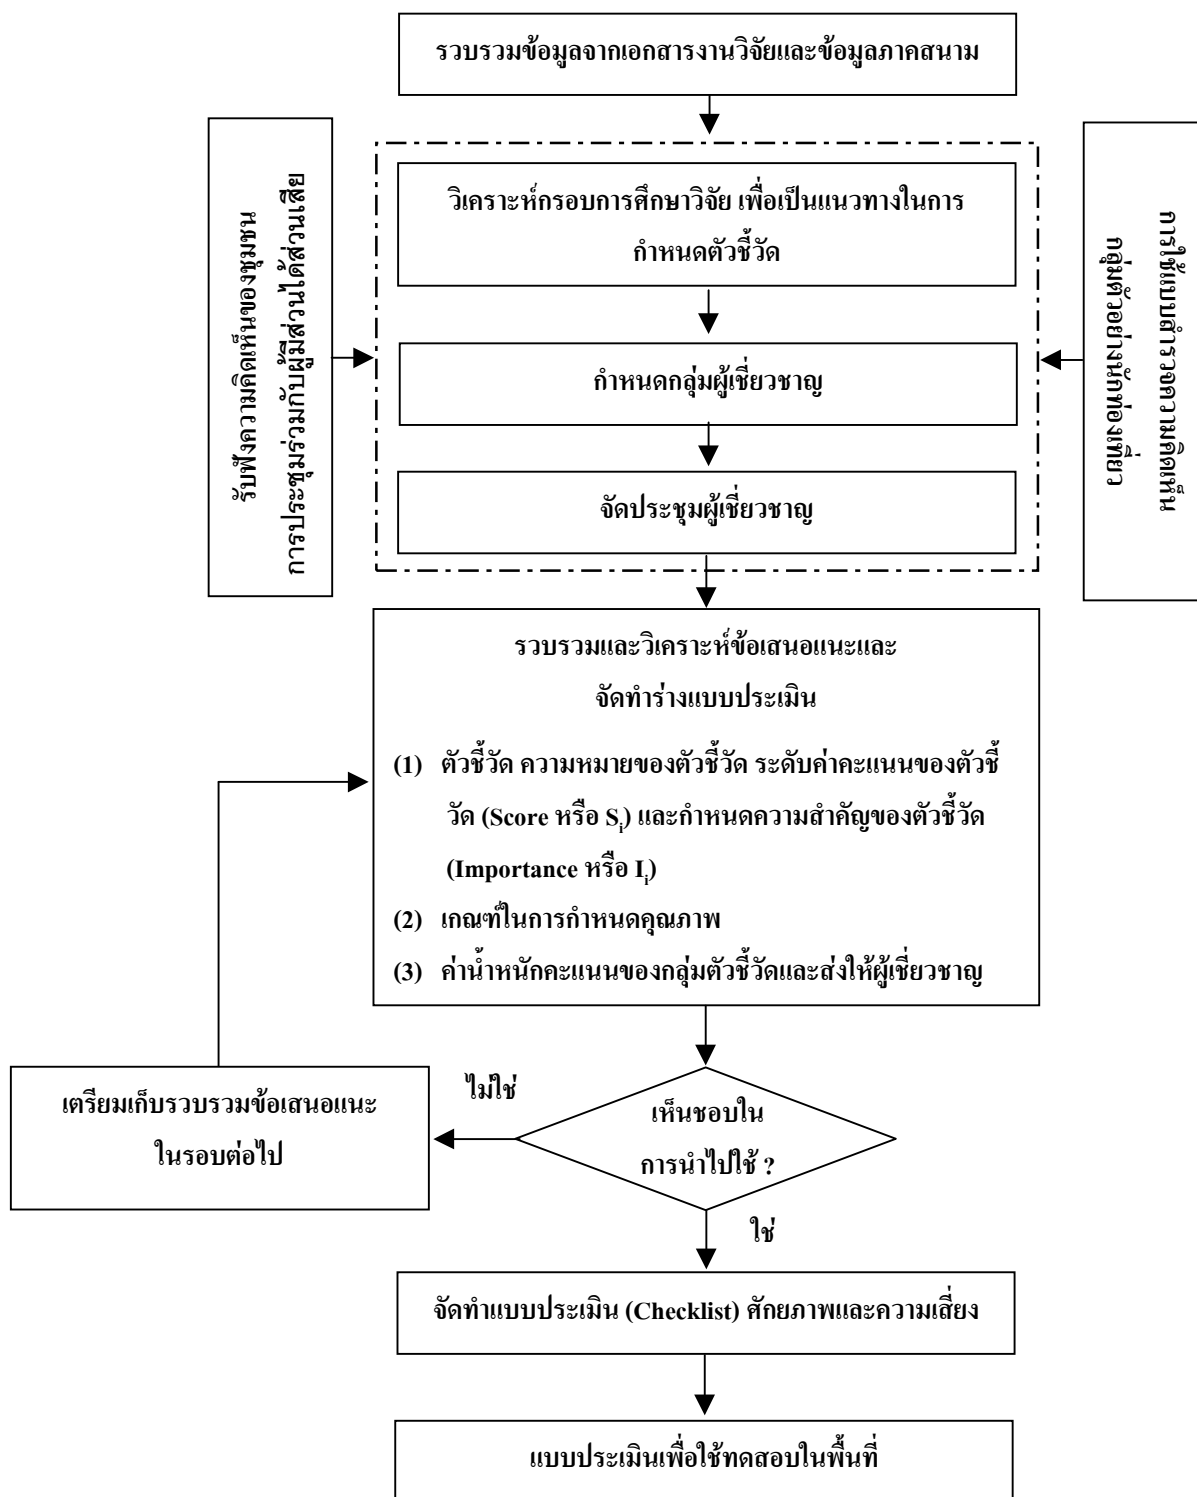 รวบรวมข้อมูลจากเอกสารงานวิจัยและข้อมูลภาคสนาม
รับฟังความคิดเห็นของชุมชน
การประชุมร่วมกับผู้มีส่วนได้ส่วนเสีย
วิเคราะห์กรอบการศึกษาวิจัย เพื่อเป็นแนวทางในการ
กำหนดตัวชี้วัด
กำหนดกลุ่มผู้เชี่ยวชาญ
จัดประชุมผู้เชี่ยวชาญ
การใช้แบบสำรวจความคิดเห็น
กลุ่มตัวอย่างนักท่องเที่ยว
รวบรวมและวิเคราะห์ข้อเสนอแนะและ
จัดทำร่างแบบประเมิน
(1) ตัวชี้วัด ความหมายของตัวชี้วัด ระดับค่าคะแนนของตัวชี้
วัด (Score หรือ Si) และกำหนดความสำคัญของตัวชี้วัด
(Importance หรือ Ii)
(2) เกณฑ์ในการกำหนดคุณภาพ
(3) ค่าน้ำหนักคะแนนของกลุ่มตัวชี้วัดและส่งให้ผู้เชี่ยวชาญ
เตรียมเก็บรวบรวมข้อเสนอแนะ
ในรอบต่อไป
ไม่ใช่
เห็นชอบใน
การนำไปใช้ ?
ใช่
จัดทำแบบประเมิน (Checklist) ศักยภาพและความเสี่ยง
แบบประเมินเพื่อใช้ทดสอบในพื้นที่